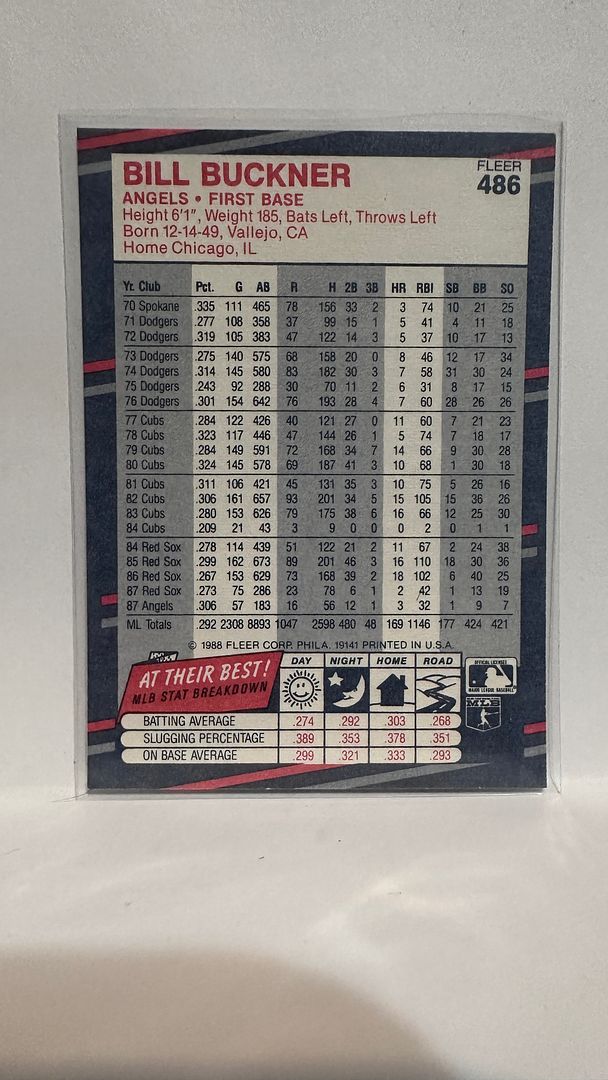 BILL BUCKNER
FLEER
486
ANGELS • FIRST BASE
Height 6'1", Weight 185, Bats Left, Throws Left
Born 12-14-49, Vallejo, CA
Home Chicago, IL
Yr. Club Pct. G AB R H 2B 3B HR RBI SB BB SO
70 Spokane .335 111 465 78 156 33 2 3 74 10 21 25
71 Dodgers .277 108 358 37 99 15 1 5 41 4 11 18
72 Dodgers .319 105 383 47 122 14 3 5 37 10 17 13
73 Dodgers .275 140 575 68 158 20 0 8 46 12 17 34
74 Dodgers .314 145 580 83 182 30 3 7 58 31 30 24
75 Dodgers .243 92 288 30 70 11 2 6 31 8 17 15
76 Dodgers .301 154 642 76 193 28 4 7 60 28 26 26
77 Cubs .284 122 426 40 121 27 0 11 60 7 21 23
78 Cubs .323 117 446 47 144 26 1 5 74 7 18 17
79 Cubs .284 149 591 72 168 34 7 14 66 9 30 28
80 Cubs .324 145 578 69 187 41 3 10 68 1 30 18
81 Cubs .311 106 421 45 131 35 3 10 75 5 26 16
82 Cubs .306 161 657 93 201 34 5 15 105 15 36 26
83 Cubs .280 153 626 79 175 38 6 16 66 12 25 30
84 Cubs .209 21 43 3 9 0 0 0 2 0 1 1
84 Red Sox .278 114 439 51 122 21 2 11 67 2 24 38
85 Red Sox .299 162 673 89 201 46 3 16 110 18 30 36
86 Red Sox .267 153 629 73 168 39 2 18 102 6 40 25
87 Red Sox .273 75 286 23 78 6 1 2 42 1 13 19
87 Angels .306 57 183 16 56 12 1 3 32 1 9 7
ML Totals .292 2308 8893 1047 2598 480 48 169 1146 177 424 421
© 1988 FLEER CORP. PHILA. 19141 PRINTED IN U.S.A.
AT THEIR BEST!
MLB STAT BREAKDOWN
DAY NIGHT HOME ROAD
OFFICIAL LICENSEE
MAJOR LEAGUE BASEBALL
MLB
BATTING AVERAGE .274 .292 .303 .268
SLUGGING PERCENTAGE .389 .353 .378 .351
ON BASE AVERAGE .299 .321 .333 .293